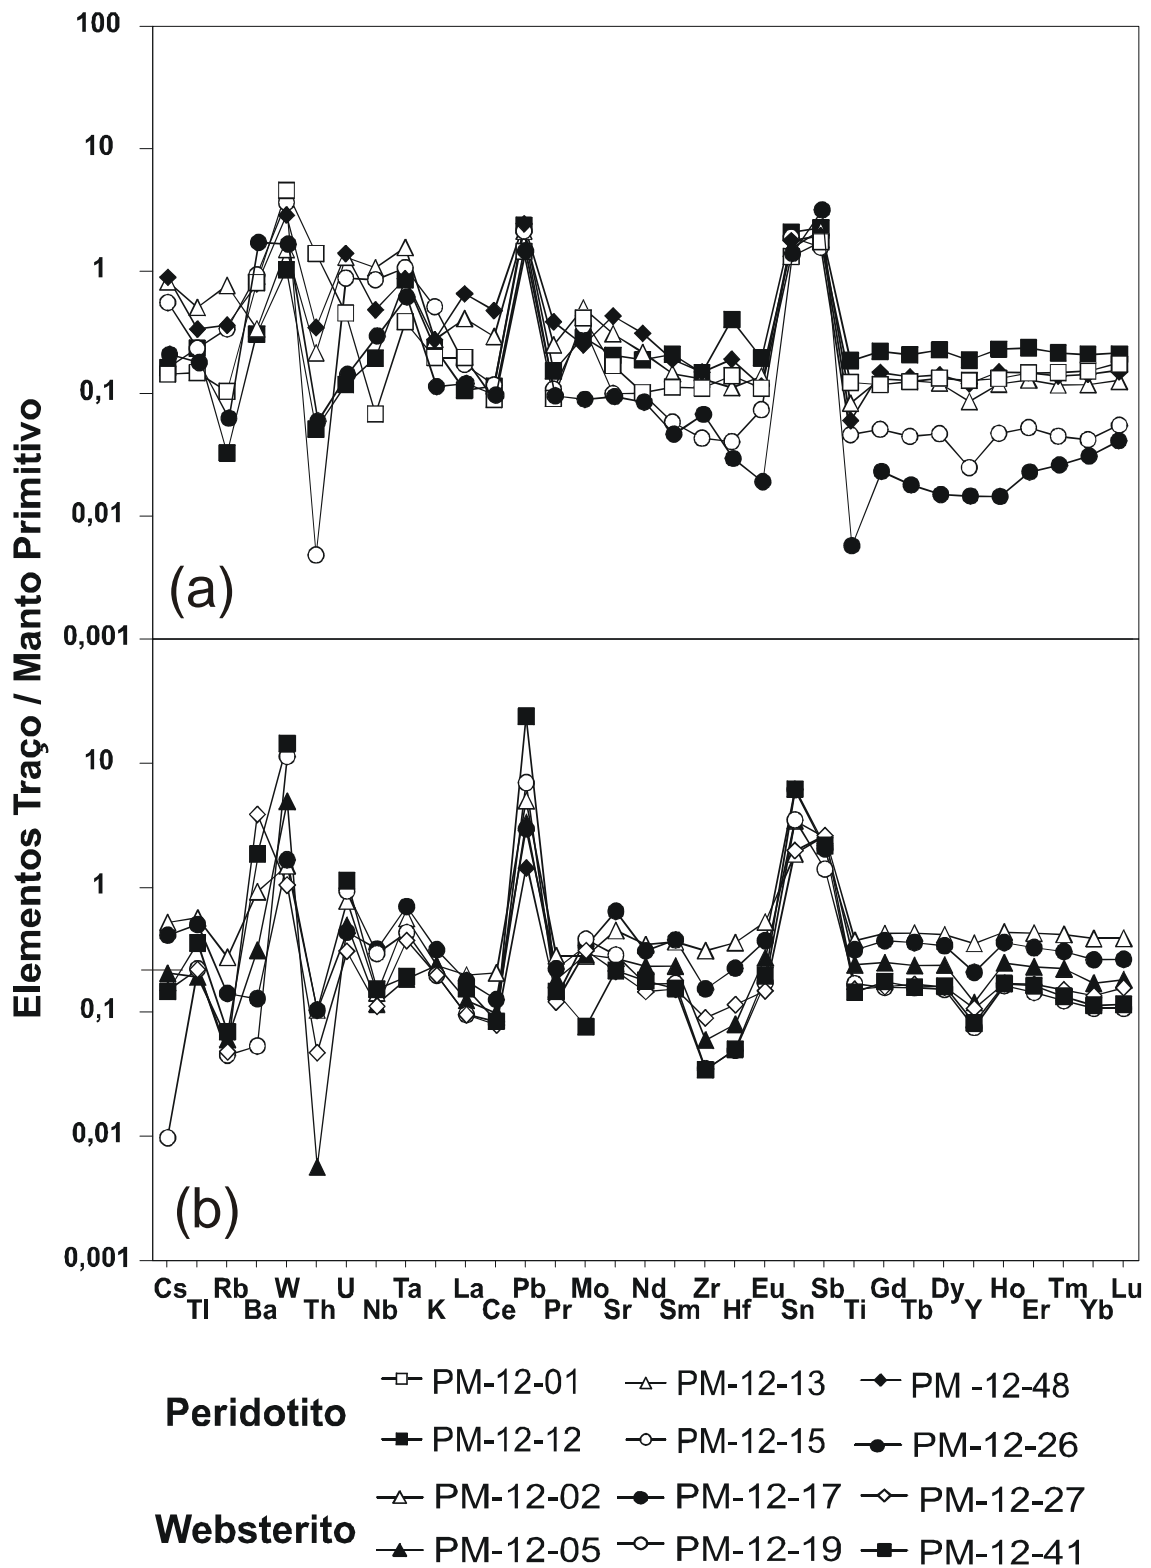 100
10
1
0,1
0,01
0,001
(a)
Elementos Traço / Manto Primitivo
10
1
0,1
0,01
0,001
(b)
Cs Rb W U Ta La Pb Mo Nd Zr Eu Sb Gd Dy Ho Tm Lu
Tl Ba Th Nb K Ce Pr Sr Sm Hf Sn Ti Tb Y Er Yb
Peridotito
PM-12-01 PM-12-13 PM -12-48
PM-12-12 PM-12-15 PM-12-26
Websterito
PM-12-02 PM-12-17 PM-12-27
PM-12-05 PM-12-19 PM-12-41